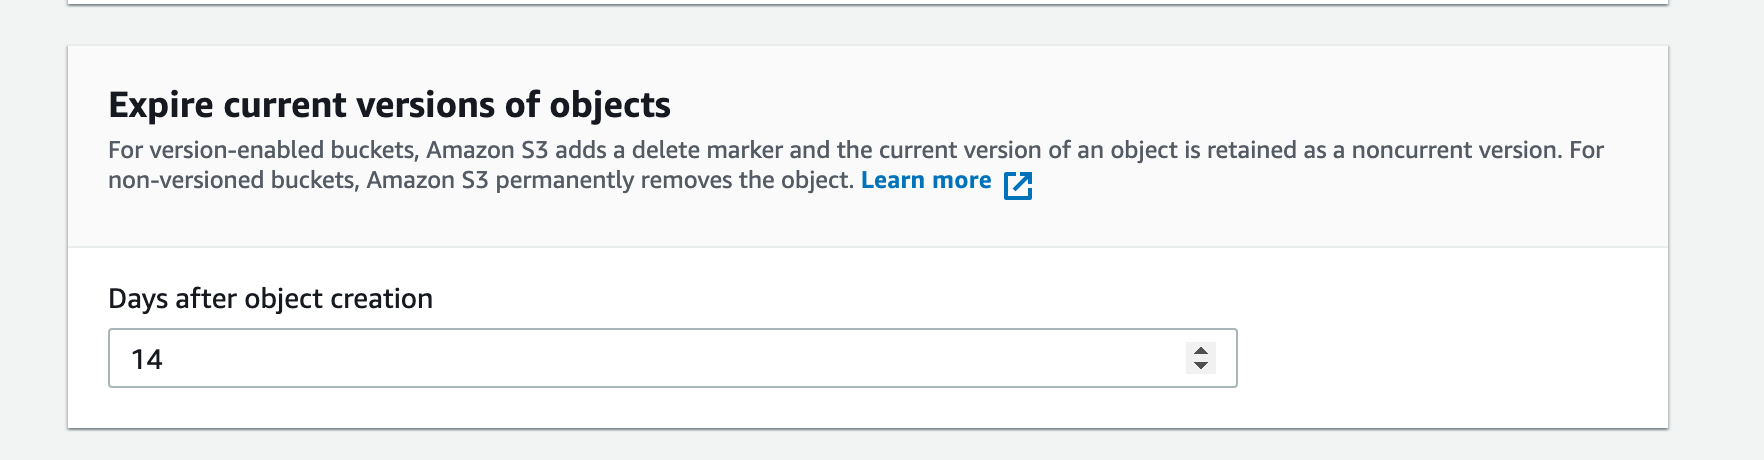 Expire current versions of objects
For version-enabled buckets, Amazon S3 adds a delete marker and the current version of an object is retained as a noncurrent version. For
non-versioned buckets, Amazon S3 permanently removes the object. Learn more
Days after object creation
14